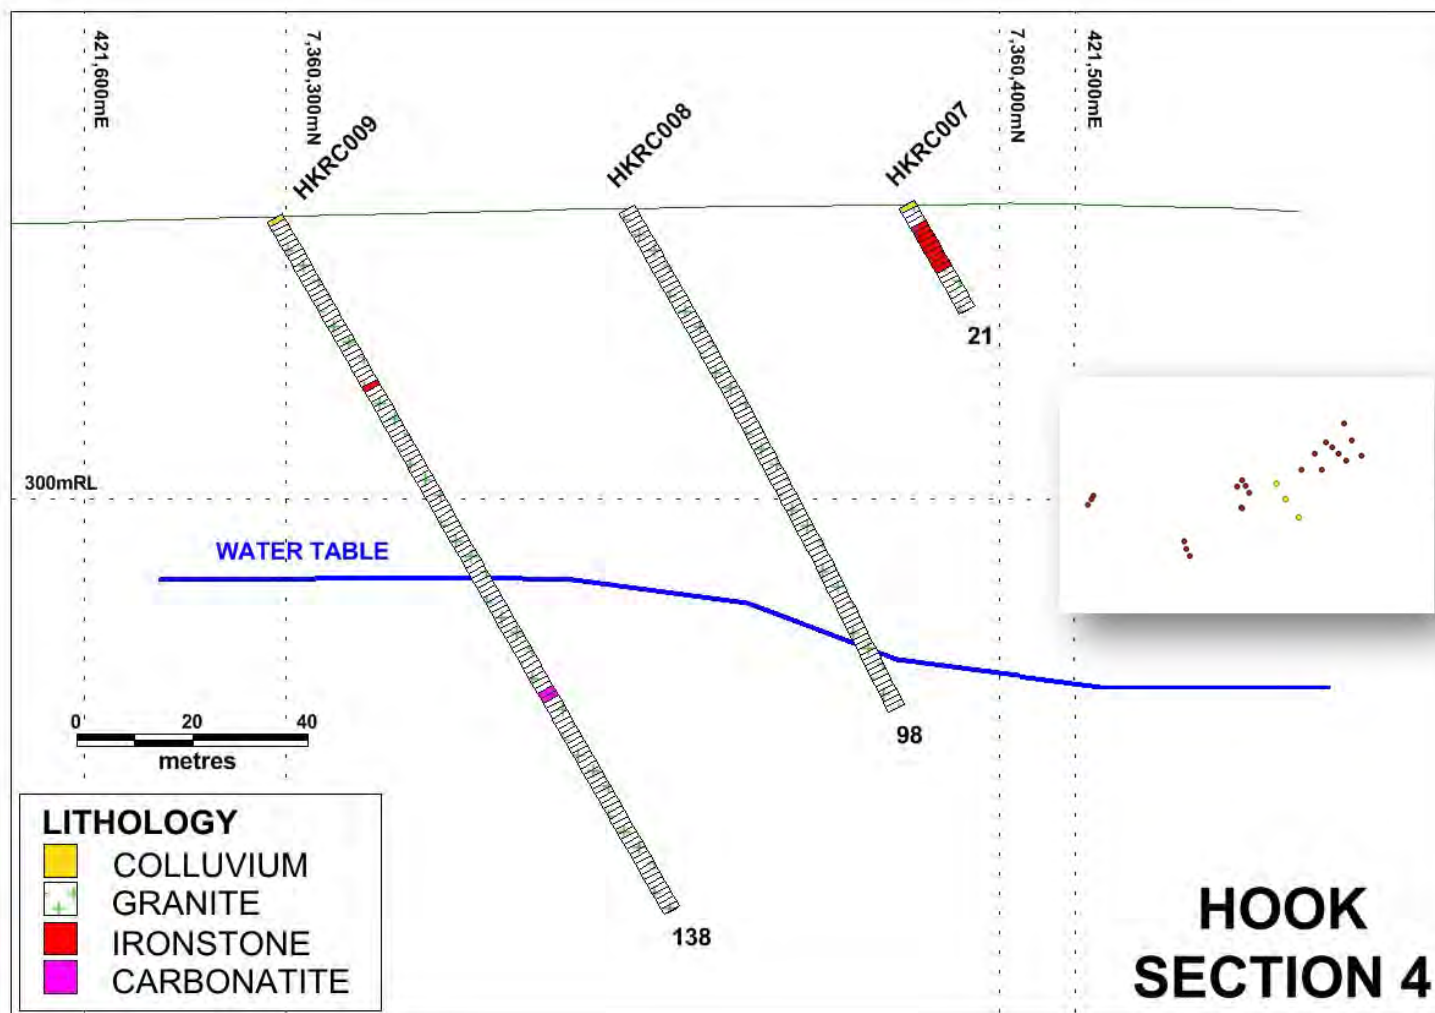 421,600mE
7,360,300mN
7,360,400mN
421,500mE
HKRC009
HKRC008
HKRC007
21
300mRL
WATER TABLE
0 20 40
metres
98
138
LITHOLOGY
COLLUVIUM
GRANITE
IRONSTONE
CARBONATITE
HOOK
SECTION 4